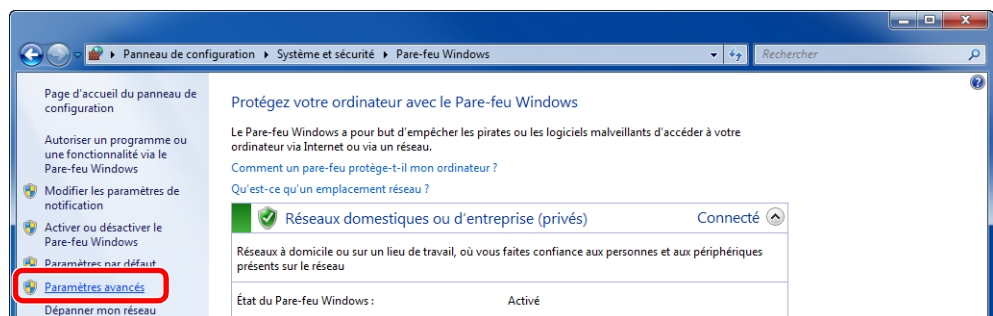 Panneau de configuration ▸ Système et sécurité ▸ Pare-feu Windows
Rechercher
Page d'accueil du panneau de
configuration
Autoriser un programme ou
une fonctionnalité via le
Pare-feu Windows
Modifier les paramètres de
notification
Activer ou désactiver le
Pare-feu Windows
Paramètres par défaut
Paramètres avancés
Dépanner mon réseau
Protégez votre ordinateur avec le Pare-feu Windows
Le Pare-feu Windows a pour but d'empêcher les pirates ou les logiciels malveillants d'accéder à votre
ordinateur via Internet ou via un réseau.
Comment un pare-feu protège-t-il mon ordinateur ?
Qu'est-ce qu'un emplacement réseau ?
Réseaux domestiques ou d'entreprise (privés) Connecté
Réseaux à domicile ou sur un lieu de travail, où vous faites confiance aux personnes et aux périphériques
présents sur le réseau
État du Pare-feu Windows : Activé